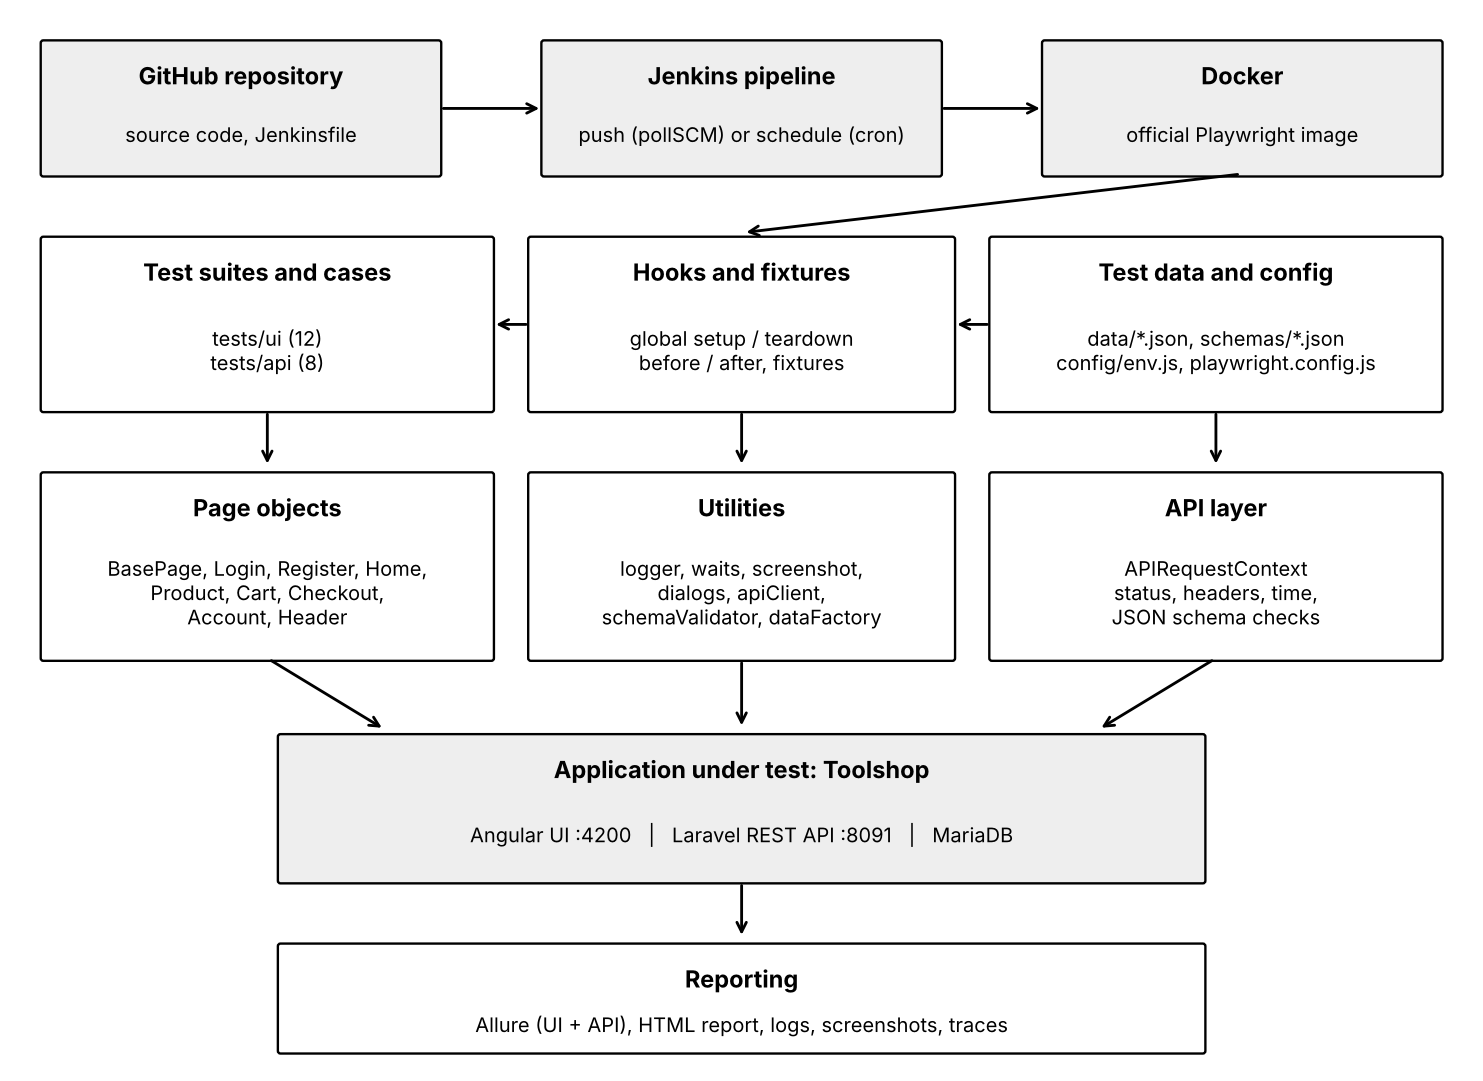 GitHub repository
source code, Jenkinsfile
Jenkins pipeline
push (pollSCM) or schedule (cron)
Docker
official Playwright image
Test suites and cases
tests/ui (12)
tests/api (8)
Hooks and fixtures
global setup / teardown
before / after, fixtures
Test data and config
data/*.json, schemas/*.json
config/env.js, playwright.config.js
Page objects
BasePage, Login, Register, Home,
Product, Cart, Checkout,
Account, Header
Utilities
logger, waits, screenshot,
dialogs, apiClient,
schemaValidator, dataFactory
API layer
APIRequestContext
status, headers, time,
JSON schema checks
Application under test: Toolshop
Angular UI :4200 | Laravel REST API :8091 | MariaDB
Reporting
Allure (UI + API), HTML report, logs, screenshots, traces